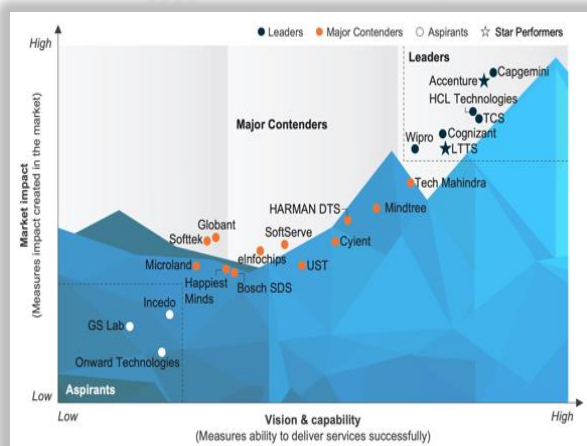 High
Leaders Major Contenders Aspirants Star Performers
Leaders
Accenture
Capgemini
HCL Technologies
TCS
Major Contenders
Cognizant
Wipro
LTTS
Tech Mahindra
HARMAN DTS
Mindtree
Globant
Softtek
SoftServe
Cyient
eInfochips
Microland
UST
Happiest
Minds
Bosch SDS
Incedo
GS Lab
Onward Technologies
Aspirants
Market impact
(Measures impact created in the market)
Low
Low
High
Vision & capability
(Measures ability to deliver services successfully)